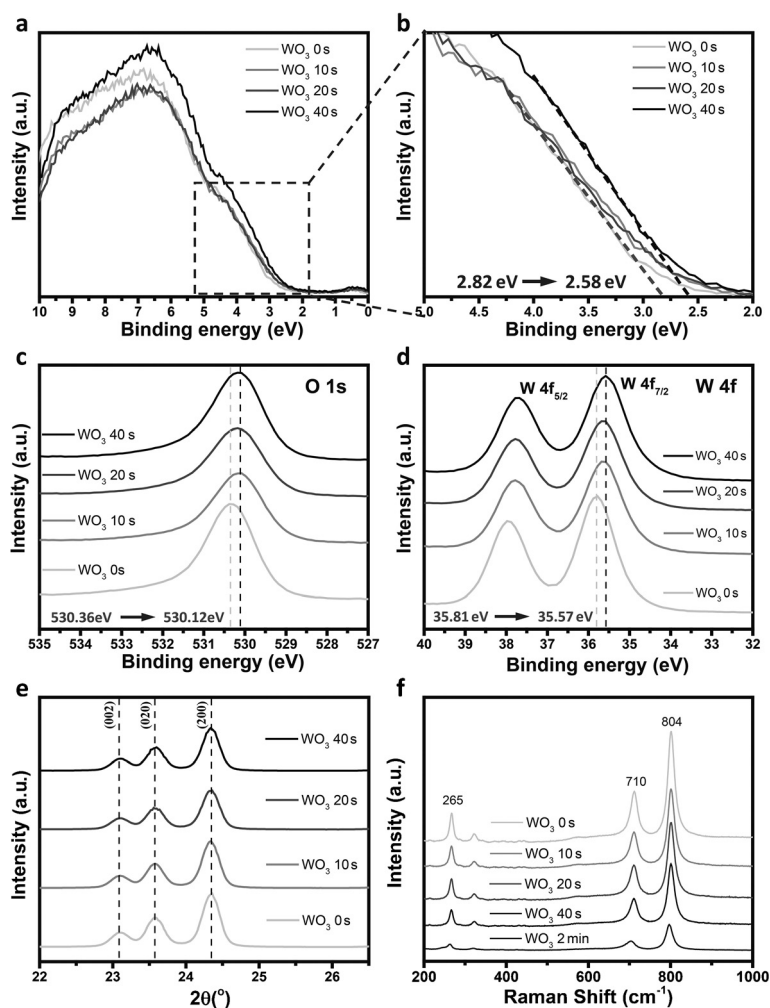 a
WO3 0 s
WO3 10 s
WO3 20 s
WO3 40 s
Intensity (a.u.)
10 9 8 7 6 5 4 3 2 1 0
Binding energy (eV)
b
WO3 0 s
WO3 10 s
WO3 20 s
WO3 40 s
2.82 eV → 2.58 eV
Intensity (a.u.)
5.0 4.5 4.0 3.5 3.0 2.5 2.0
Binding energy (eV)
c
O 1s
WO3 40 s
WO3 20 s
WO3 10 s
WO3 0s
530.36eV → 530.12eV
Intensity (a.u.)
535 534 533 532 531 530 529 528 527
Binding energy (eV)
d
W 4f5/2
W 4f7/2
W 4f
WO3 40 s
WO3 20 s
WO3 10 s
WO3 0 s
35.81 eV → 35.57 eV
Intensity (a.u.)
40 39 38 37 36 35 34 33 32
Binding energy (eV)
e
(002)
(020)
(200)
WO3 40 s
WO3 20 s
WO3 10 s
WO3 0 s
Intensity (a.u.)
22 23 24 25 26
2θ(°)
f
804
710
265
WO3 0 s
WO3 10 s
WO3 20 s
WO3 40 s
WO3 2 min
Intensity (a.u.)
200 400 600 800 1000
Raman Shift (cm-1)